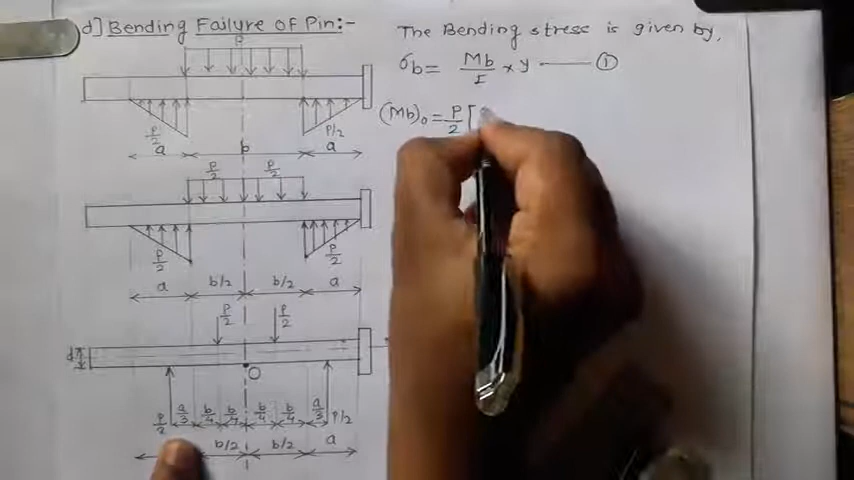 d] Bending Failure of Pin:-
P
P/2
P/2
a
b
a
P/2
P/2
P/2
P/2
a
b/2
b/2
a
P/2
P/2
d
O
P/2
a/3
b/4
b/4
b/4
b/4
a/3
P/2
b/2
b/2
a
The Bending stress is given by,
σb = Mb/I × y —— ①
(Mb)o = P/2 [